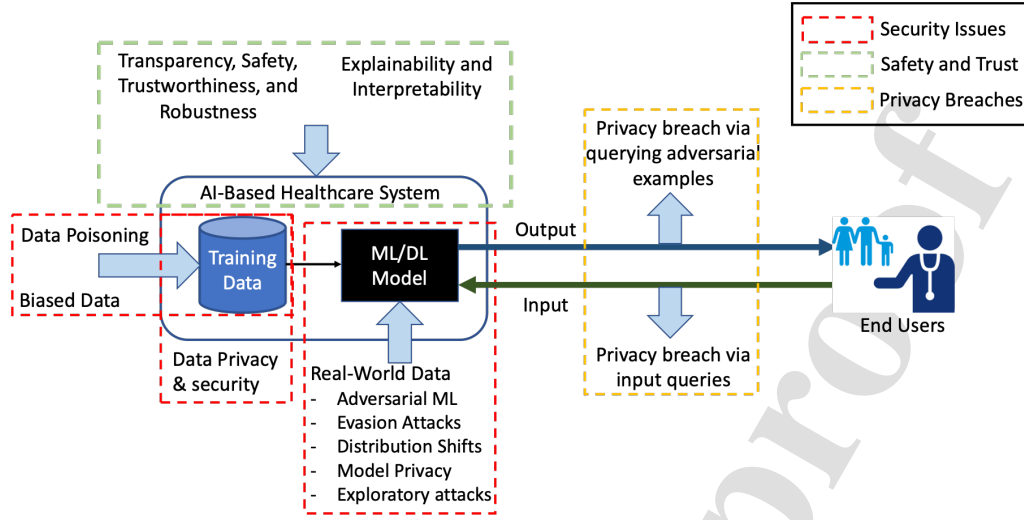 Security Issues
Safety and Trust
Privacy Breaches
Transparency, Safety,
Trustworthiness, and
Robustness
Explainability and
Interpretability
AI-Based Healthcare System
Data Poisoning
Biased Data
Training
Data
ML/DL
Model
Data Privacy
& security
Real-World Data
- Adversarial ML
- Evasion Attacks
- Distribution Shifts
- Model Privacy
- Exploratory attacks
Output
Input
Privacy breach via
querying adversarial
examples
Privacy breach via
input queries
End Users
proof